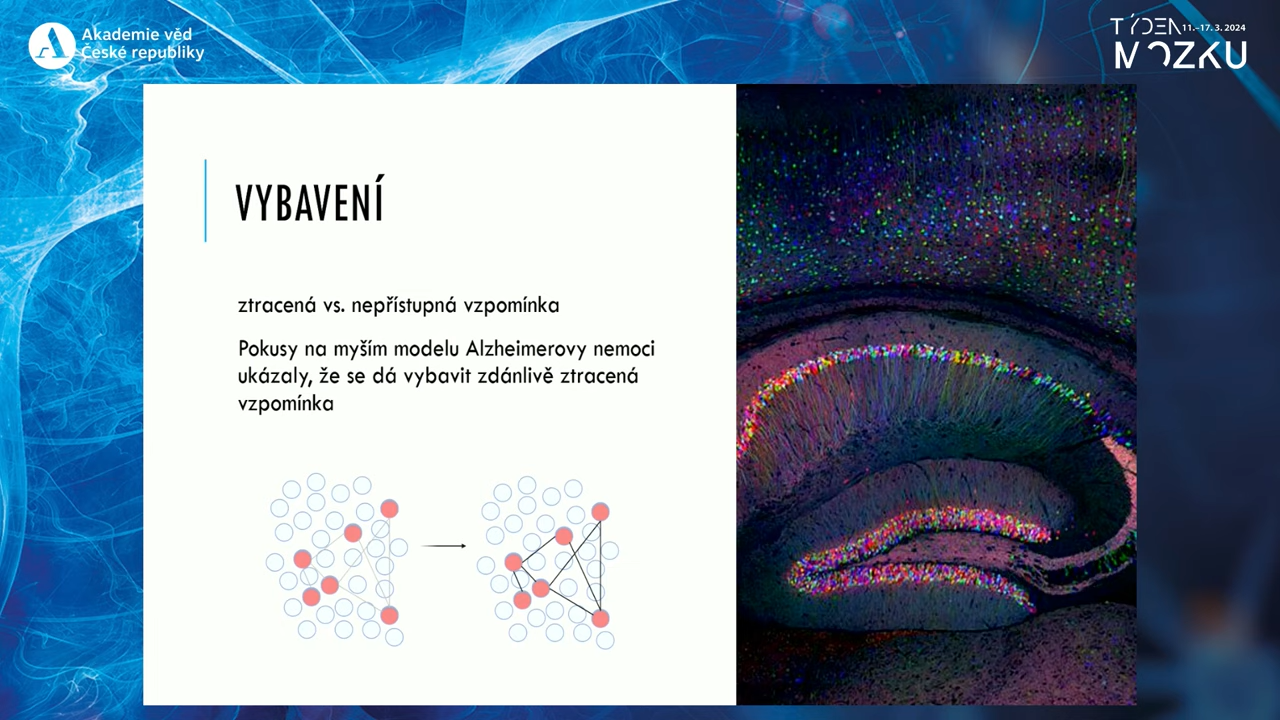 Akademie věd
České republiky
TÝDEN 11.–17. 3. 2024
MOZKU
VYBAVENÍ
ztracená vs. nepřístupná vzpomínka
Pokusy na myším modelu Alzheimerovy nemoci
ukázaly, že se dá vybavit zdánlivě ztracená
vzpomínka